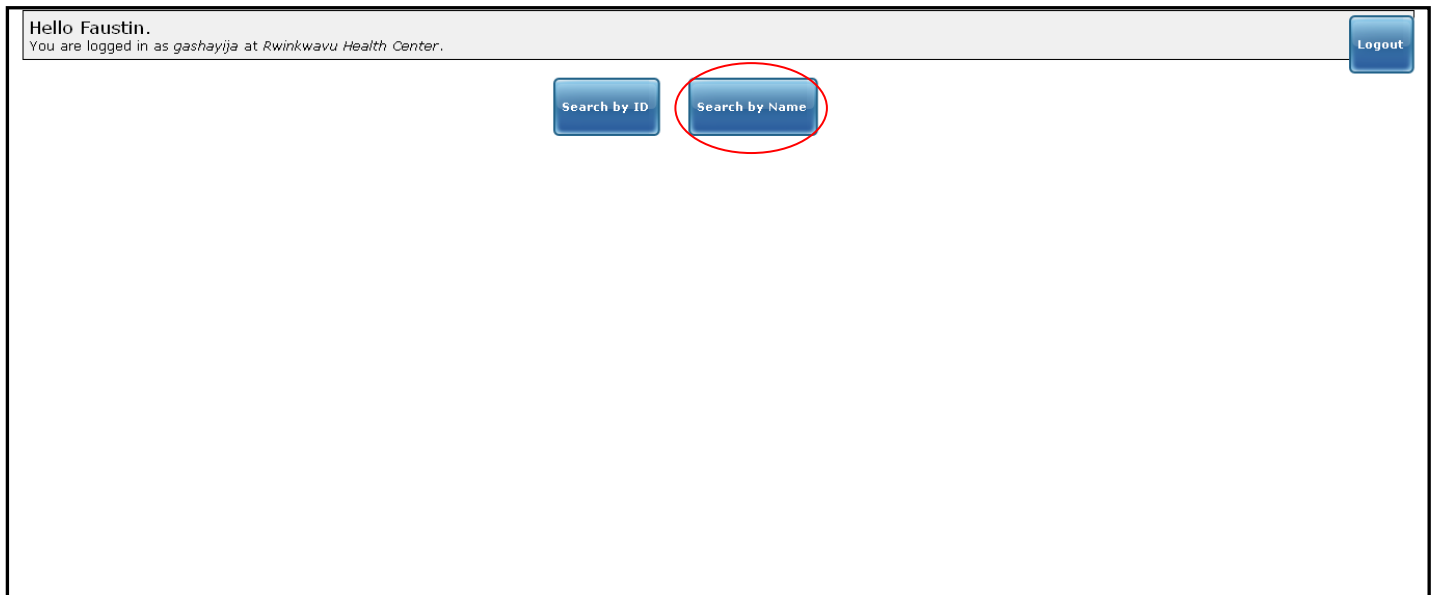 Hello Faustin.
You are logged in as gashayija at Rwinkwavu Health Center.
Logout
Search by ID
Search by Name